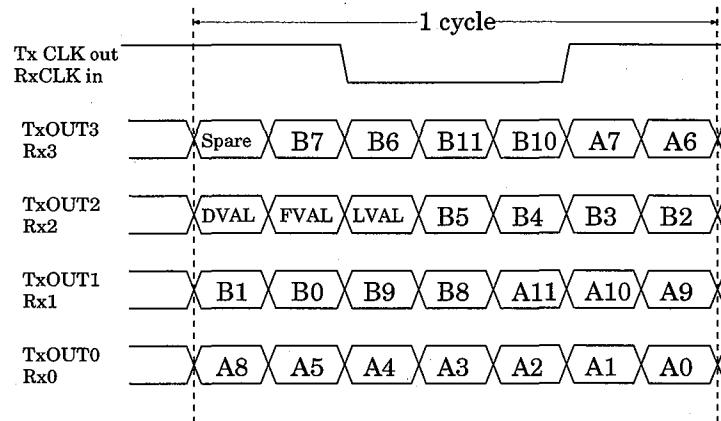 1 cycle
Tx CLK out
RxCLK in
TxOUT3
Rx3
Spare B7 B6 B11 B10 A7 A6
TxOUT2
Rx2
DVAL FVAL LVAL B5 B4 B3 B2
TxOUT1
Rx1
B1 B0 B9 B8 A11 A10 A9
TxOUT0
Rx0
A8 A5 A4 A3 A2 A1 A0